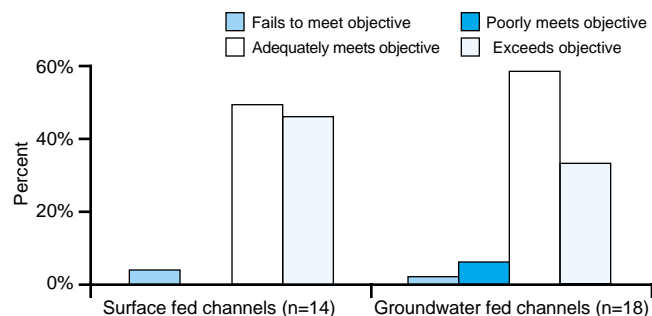 Fails to meet objective
Poorly meets objective
Adequately meets objective
Exceeds objective
60%
40%
20%
0%
Percent
Surface fed channels (n=14)
Groundwater fed channels (n=18)